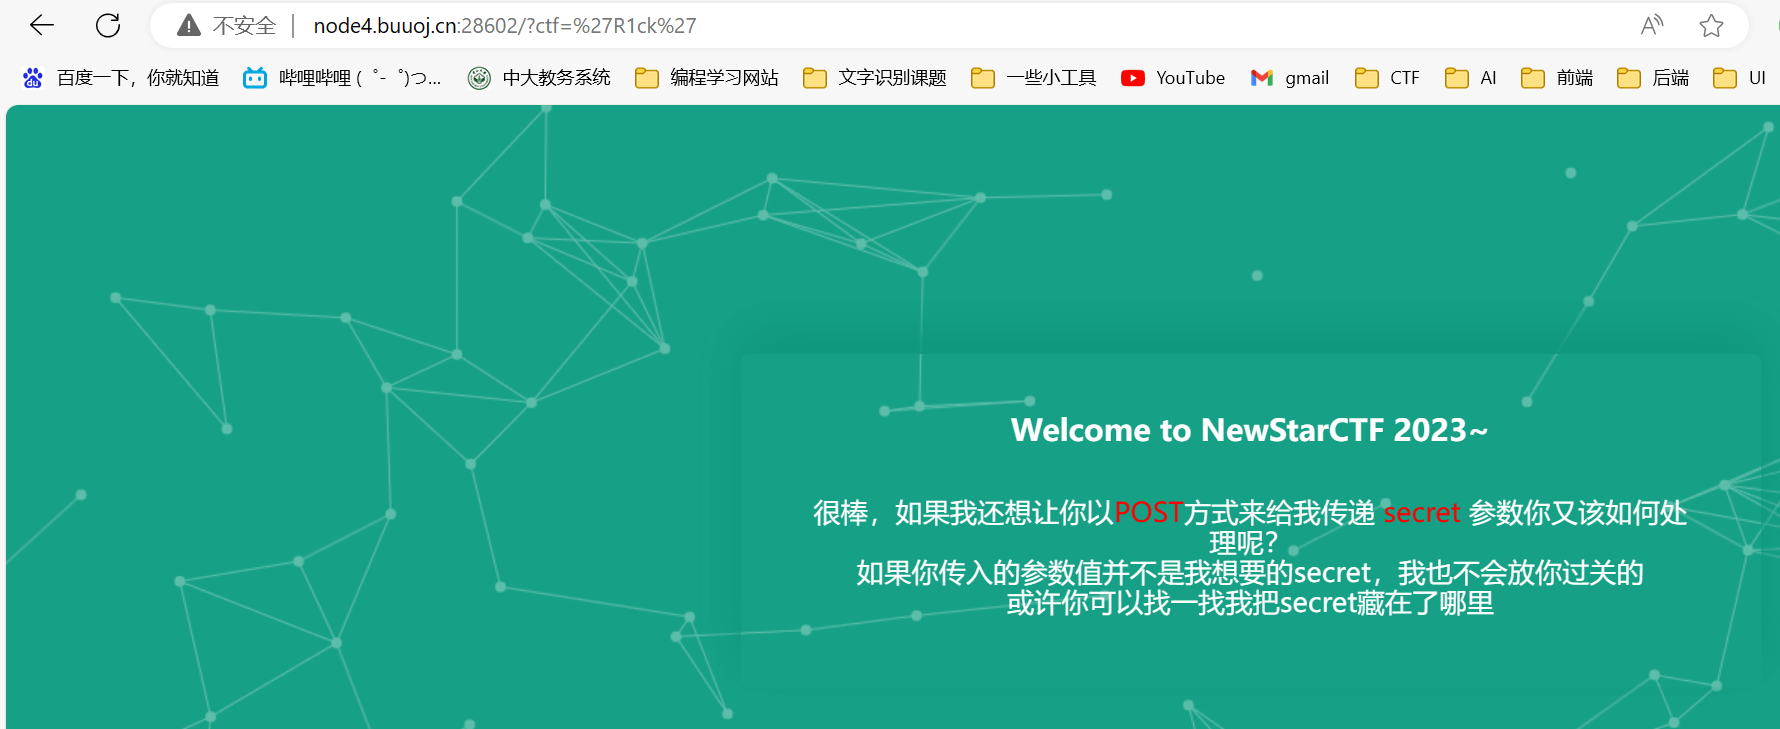 不安全 node4.buuoj.cn:28602/?ctf=%27R1ck%27
百度一下，你就知道 哔哩哔哩 ( ゜- ゜)つ... 中大教务系统 编程学习网站 文字识别课题 一些小工具 YouTube gmail CTF AI 前端 后端 UI
Welcome to NewStarCTF 2023~
很棒，如果我还想让你以POST方式来给我传递 secret 参数你又该如何处
理呢？
如果你传入的参数值并不是我想要的secret，我也不会放你过关的
或许你可以找一找我把secret藏在了哪里